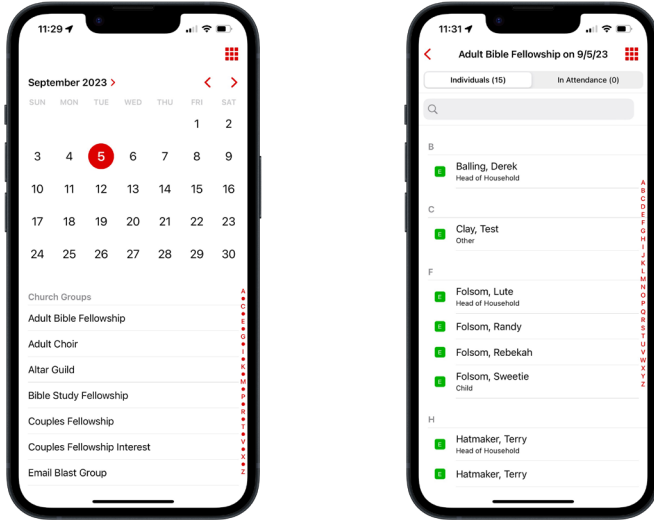 11:29
September 2023 >
SUN MON TUE WED THU FRI SAT
1 2
3 4 5 6 7 8 9
10 11 12 13 14 15 16
17 18 19 20 21 22 23
24 25 26 27 28 29 30
Church Groups
Adult Bible Fellowship
Adult Choir
Altar Guild
Bible Study Fellowship
Couples Fellowship
Couples Fellowship Interest
Email Blast Group
A
C
E
G
I
K
M
P
R
T
V
X
Z
11:31
Adult Bible Fellowship on 9/5/23
Individuals (15) In Attendance (0)
B
E Balling, Derek
Head of Household
C
E Clay, Test
Other
F
E Folsom, Lute
Head of Household
E Folsom, Randy
E Folsom, Rebekah
E Folsom, Sweetie
Child
H
E Hatmaker, Terry
Head of Household
E Hatmaker, Terry
A
B
C
D
E
F
G
H
I
J
K
L
M
N
O
P
Q
R
S
T
U
V
W
X
Y
Z